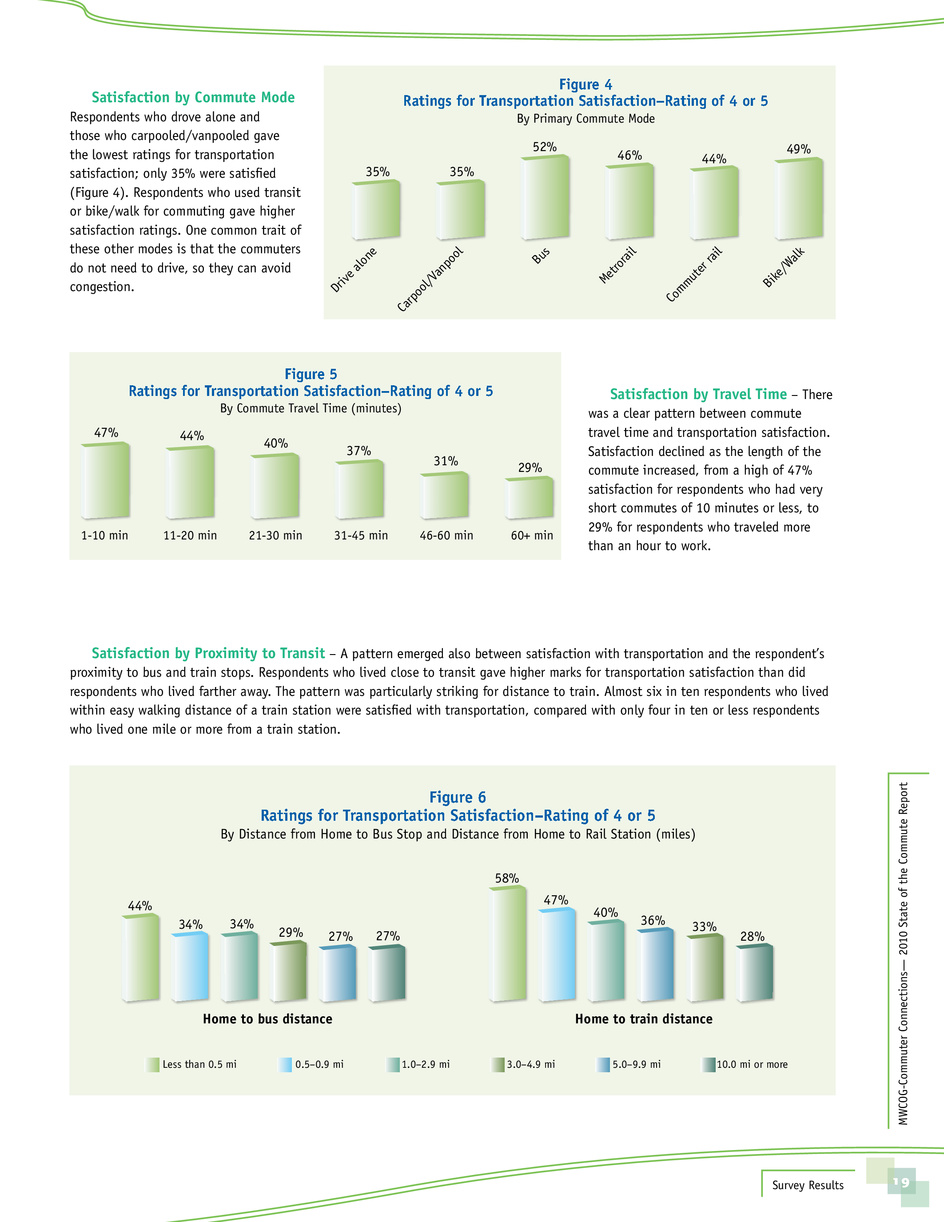 Satisfaction by Commute Mode
Respondents who drove alone and
those who carpooled/vanpooled gave
the lowest ratings for transportation
satisfaction; only 35% were satisfied
(Figure 4). Respondents who used transit
or bike/walk for commuting gave higher
satisfaction ratings. One common trait of
these other modes is that the commuters
do not need to drive, so they can avoid
congestion.
Figure 4
Ratings for Transportation Satisfaction–Rating of 4 or 5
By Primary Commute Mode
35% 35% 52% 46% 44% 49%
Drive alone Carpool/Vanpool Bus Metrorail Commuter rail Bike/Walk
Figure 5
Ratings for Transportation Satisfaction–Rating of 4 or 5
By Commute Travel Time (minutes)
47% 44% 40% 37% 31% 29%
1-10 min 11-20 min 21-30 min 31-45 min 46-60 min 60+ min
Satisfaction by Travel Time – There
was a clear pattern between commute
travel time and transportation satisfaction.
Satisfaction declined as the length of the
commute increased, from a high of 47%
satisfaction for respondents who had very
short commutes of 10 minutes or less, to
29% for respondents who traveled more
than an hour to work.
Satisfaction by Proximity to Transit – A pattern emerged also between satisfaction with transportation and the respondent’s
proximity to bus and train stops. Respondents who lived close to transit gave higher marks for transportation satisfaction than did
respondents who lived farther away. The pattern was particularly striking for distance to train. Almost six in ten respondents who lived
within easy walking distance of a train station were satisfied with transportation, compared with only four in ten or less respondents
who lived one mile or more from a train station.
Figure 6
Ratings for Transportation Satisfaction–Rating of 4 or 5
By Distance from Home to Bus Stop and Distance from Home to Rail Station (miles)
44% 34% 34% 29% 27% 27% 58% 47% 40% 36% 33% 28%
Home to bus distance Home to train distance
Less than 0.5 mi 0.5–0.9 mi 1.0–2.9 mi 3.0–4.9 mi 5.0–9.9 mi 10.0 mi or more
MWCOG-Commuter Connections— 2010 State of the Commute Report
Survey Results 19